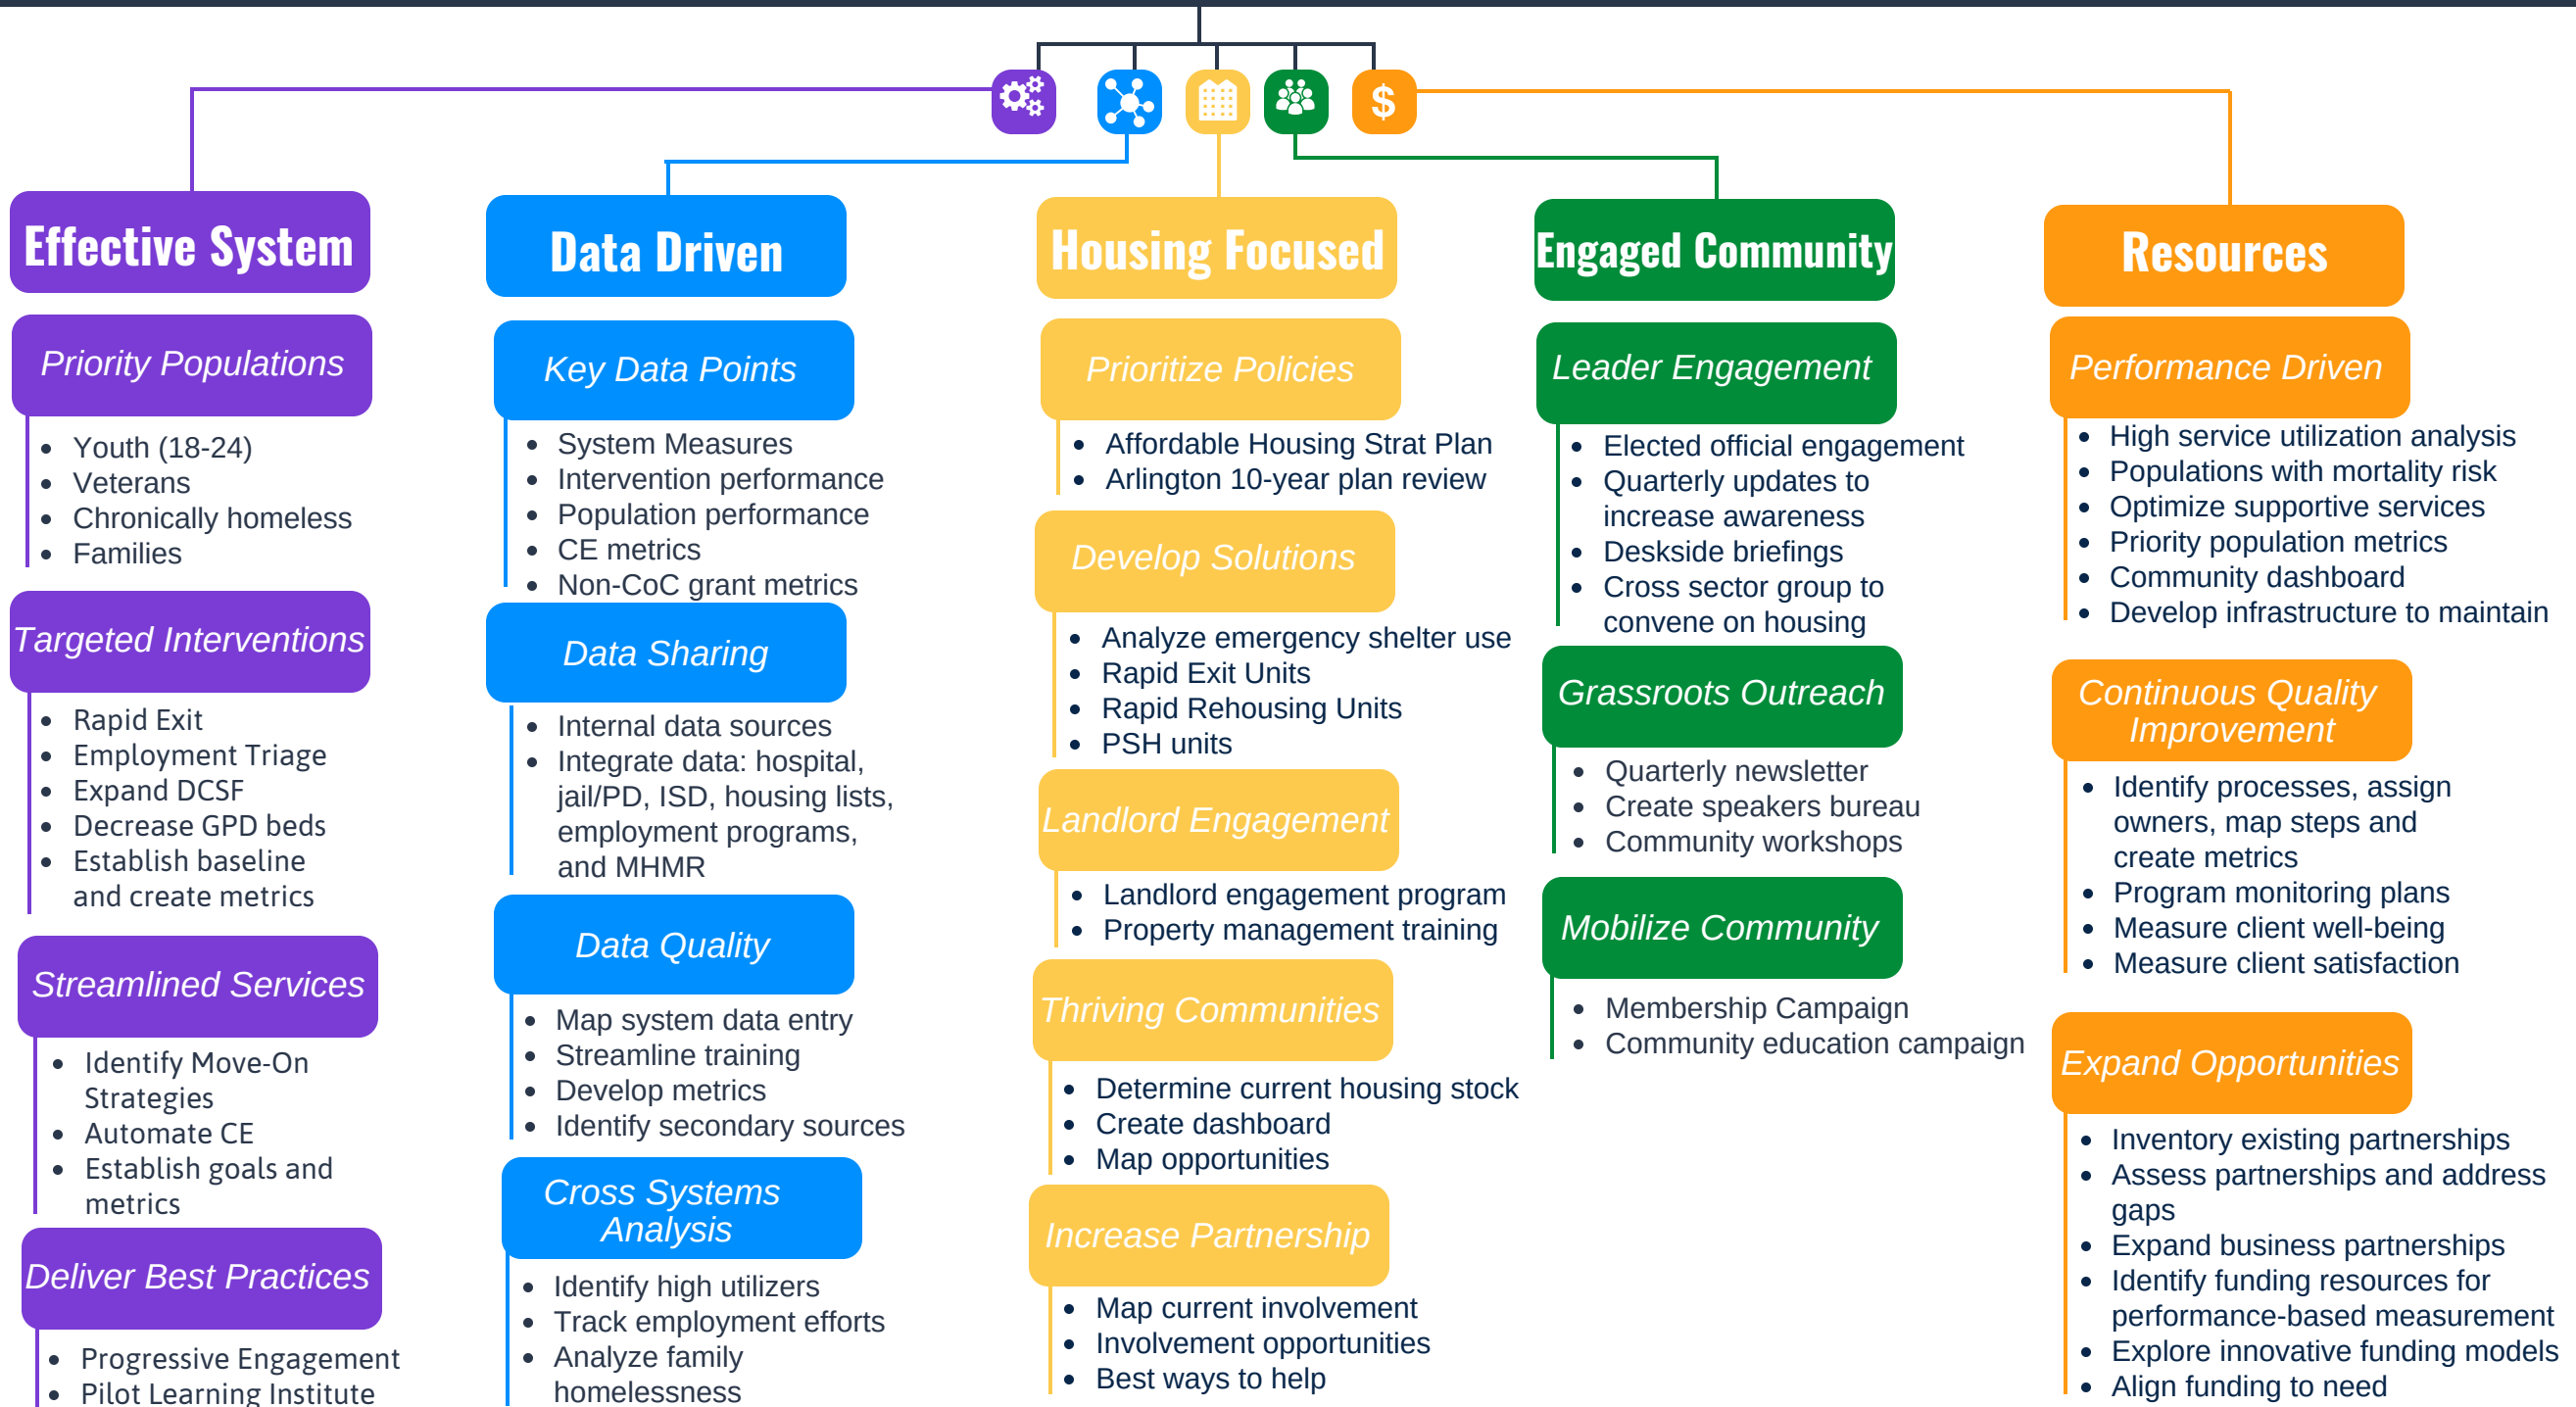 $
Effective System
Priority Populations
Youth (18-24)
Veterans
Chronically homeless
Families
Targeted Interventions
Rapid Exit
Employment Triage
Expand DCSF
Decrease GPD beds
Establish baseline
and create metrics
Streamlined Services
Identify Move-On
Strategies
Automate CE
Establish goals and
metrics
Deliver Best Practices
Progressive Engagement
Pilot Learning Institute
Data Driven
Key Data Points
System Measures
Intervention performance
Population performance
CE metrics
Non-CoC grant metrics
Data Sharing
Internal data sources
Integrate data: hospital,
jail/PD, ISD, housing lists,
employment programs,
and MHMR
Data Quality
Map system data entry
Streamline training
Develop metrics
Identify secondary sources
Cross Systems
Analysis
Identify high utilizers
Track employment efforts
Analyze family
homelessness
Housing Focused
Prioritize Policies
Affordable Housing Strat Plan
Arlington 10-year plan review
Develop Solutions
Analyze emergency shelter use
Rapid Exit Units
Rapid Rehousing Units
PSH units
Landlord Engagement
Landlord engagement program
Property management training
Thriving Communities
Determine current housing stock
Create dashboard
Map opportunities
Increase Partnership
Map current involvement
Involvement opportunities
Best ways to help
Engaged Community
Leader Engagement
Elected official engagement
Quarterly updates to
increase awareness
Deskside briefings
Cross sector group to
convene on housing
Grassroots Outreach
Quarterly newsletter
Create speakers bureau
Community workshops
Mobilize Community
Membership Campaign
Community education campaign
Resources
Performance Driven
High service utilization analysis
Populations with mortality risk
Optimize supportive services
Priority population metrics
Community dashboard
Develop infrastructure to maintain
Continuous Quality
Improvement
Identify processes, assign
owners, map steps and
create metrics
Program monitoring plans
Measure client well-being
Measure client satisfaction
Expand Opportunities
Inventory existing partnerships
Assess partnerships and address
gaps
Expand business partnerships
Identify funding resources for
performance-based measurement
Explore innovative funding models
Align funding to need